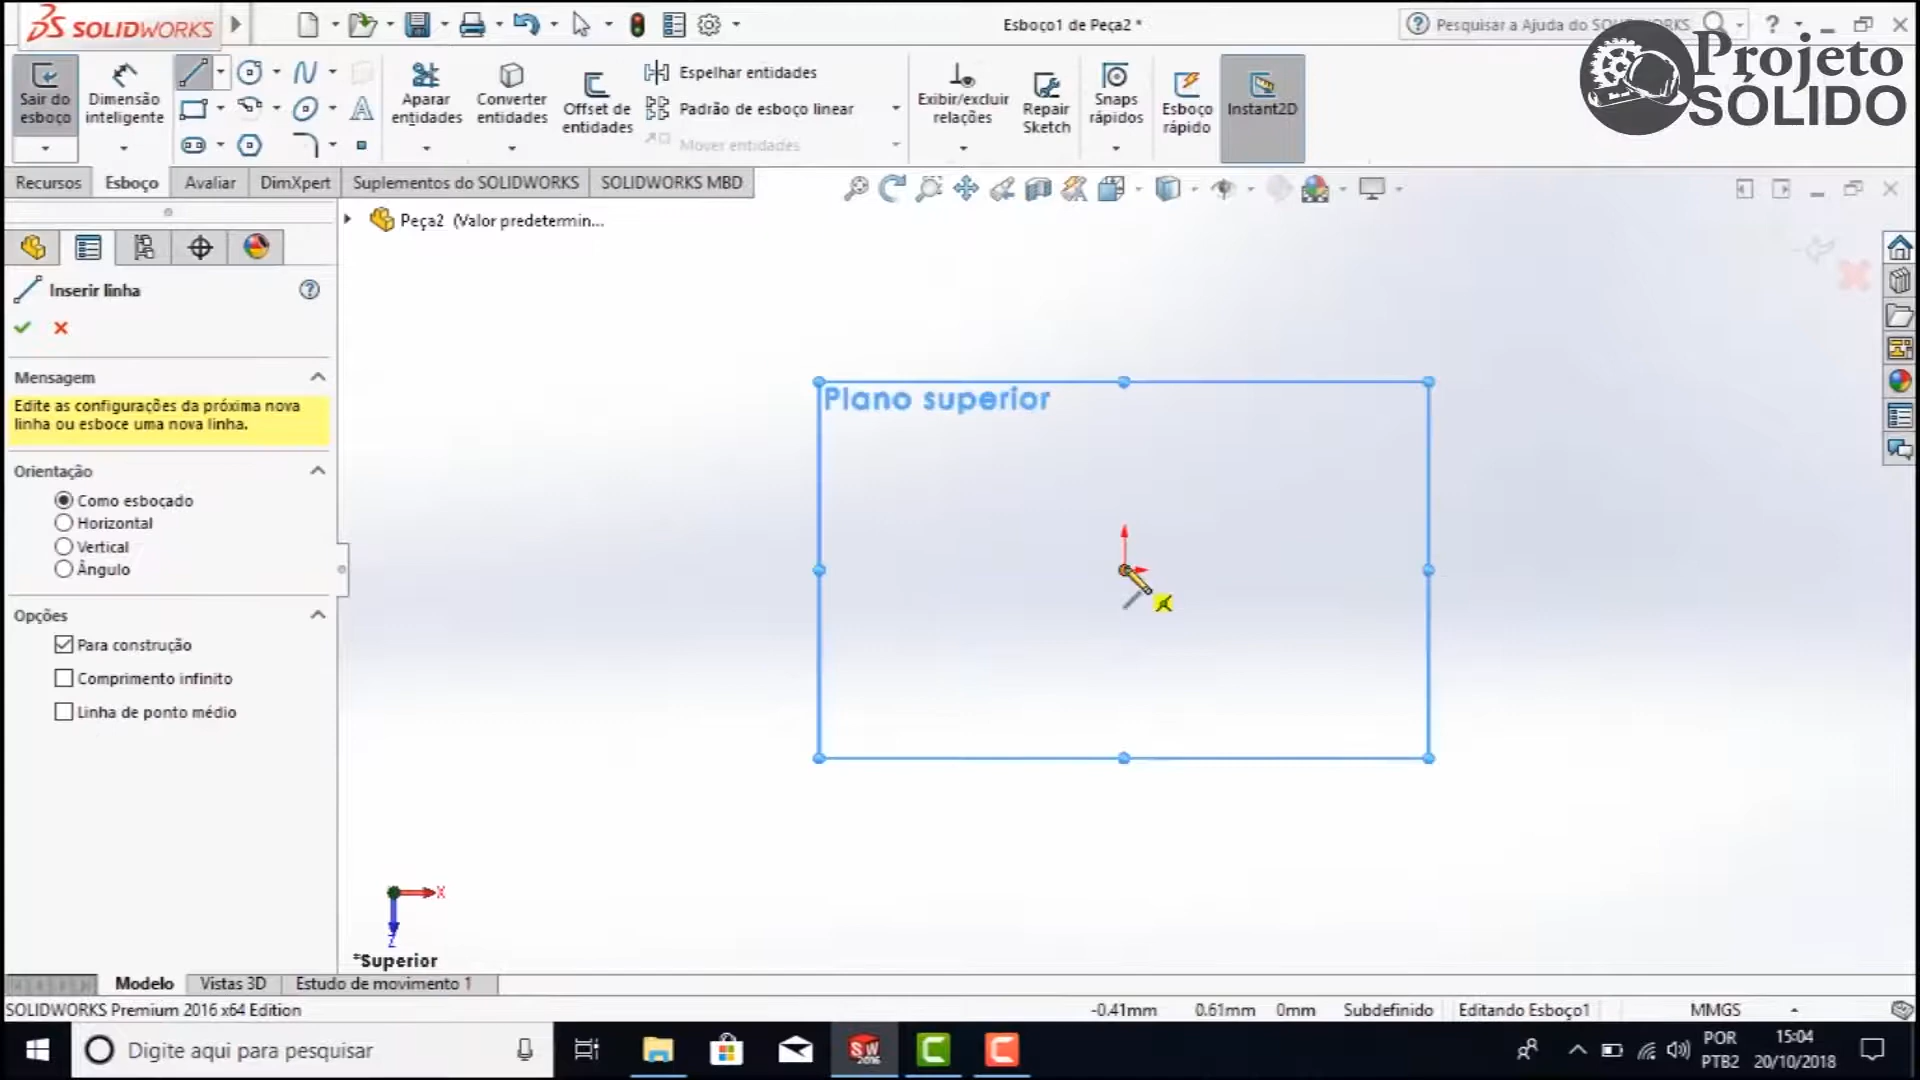 SOLIDWORKS
Esboço1 de Peça2 *
Pesquisar a Ajuda do SOLIDWORKS
Projeto
SÓLIDO
Sair do
esboço
Dimensão
inteligente
Aparar
entidades
Converter
entidades
Offset de
entidades
Espelhar entidades
Padrão de esboço linear
Mover entidades
Exibir/excluir
relações
Repair
Sketch
Snaps
rápidos
Esboço
rápido
Instant2D
Recursos
Esboço
Avaliar
DimXpert
Suplementos do SOLIDWORKS
SOLIDWORKS MBD
Peça2 (Valor predetermin...
Inserir linha
Mensagem
Edite as configurações da próxima nova
linha ou esboce uma nova linha.
Orientação
Como esboçado
Horizontal
Vertical
Ângulo
Opções
Para construção
Comprimento infinito
Linha de ponto médio
Plano superior
X
Z
*Superior
Modelo
Vistas 3D
Estudo de movimento 1
SOLIDWORKS Premium 2016 x64 Edition
-0.41mm
0.61mm
0mm
Subdefinido
Editando Esboço1
MMGS
Digite aqui para pesquisar
SW
2016
POR
PTB2
15:04
20/10/2018